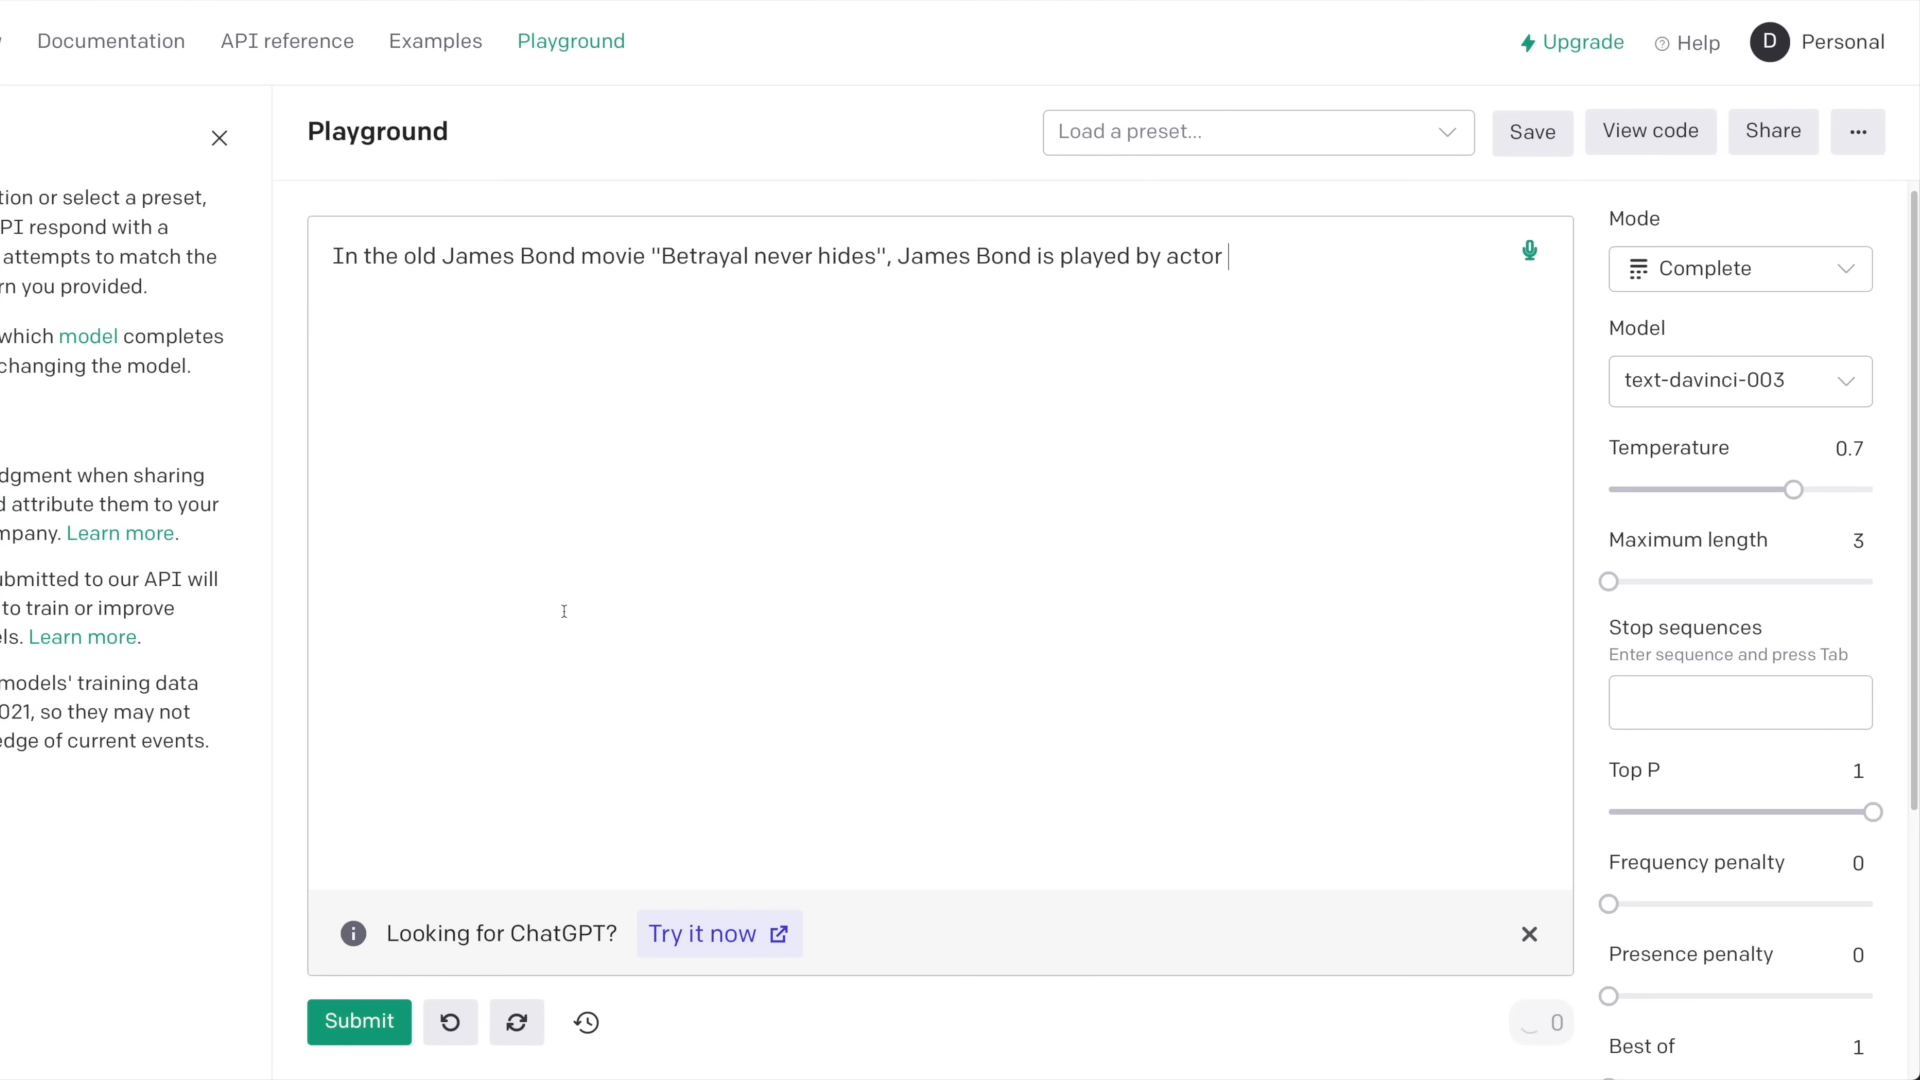 Documentation
API reference
Examples
Playground
Upgrade
Help
D
Personal
Playground
Load a preset...
Save
View code
Share
tion or select a preset,
PI respond with a
attempts to match the
rn you provided.
which model completes
changing the model.
dgment when sharing
d attribute them to your
mpany. Learn more.
ubmitted to our API will
to train or improve
els. Learn more.
models' training data
021, so they may not
edge of current events.
In the old James Bond movie "Betrayal never hides", James Bond is played by actor
Looking for ChatGPT?
Try it now
Submit
0
Mode
Complete
Model
text-davinci-003
Temperature
0.7
Maximum length
3
Stop sequences
Enter sequence and press Tab
Top P
1
Frequency penalty
0
Presence penalty
0
Best of
1